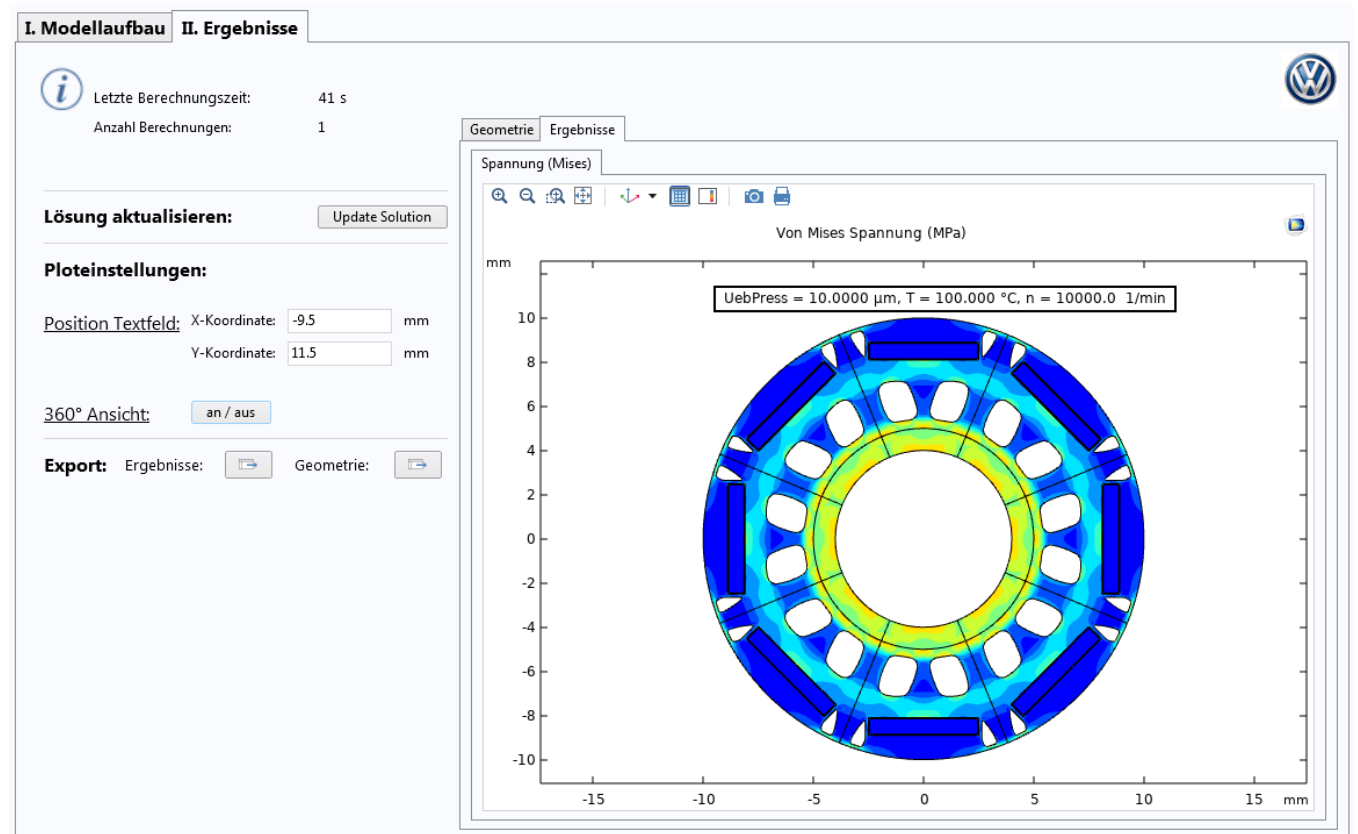 I. Modellaufbau II. Ergebnisse
Letzte Berechnungszeit: 41 s
Anzahl Berechnungen: 1
Lösung aktualisieren: Update Solution
Ploteinstellungen:
Position Textfeld: X-Koordinate: -9.5 mm
Y-Koordinate: 11.5 mm
360° Ansicht: an / aus
Export: Ergebnisse: Geometrie:
Geometrie Ergebnisse
Spannung (Mises)
Von Mises Spannung (MPa)
mm
UebPress = 10.0000 μm, T = 100.000 °C, n = 10000.0 1/min
10
8
6
4
2
0
-2
-4
-6
-8
-10
-15 -10 -5 0 5 10 15 mm